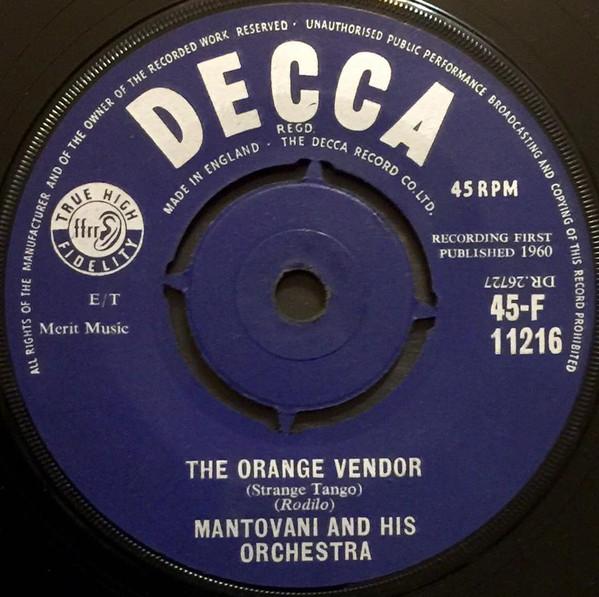 ALL RIGHTS OF THE MANUFACTURER AND OF THE OWNER OF THE RECORDED WORK RESERVED · UNAUTHORISED PUBLIC PERFORMANCE BROADCASTING AND COPYING OF THIS RECORD PROHIBITED
DECCA
REGD.
MADE IN ENGLAND · THE DECCA RECORD CO. LTD.
45 RPM
TRUE HIGH
ffrr
FIDELITY
RECORDING FIRST
PUBLISHED 1960
DR.26727
E/T
45-F
11216
Merit Music
THE ORANGE VENDOR
(Strange Tango)
(Rodilo)
MANTOVANI AND HIS
ORCHESTRA